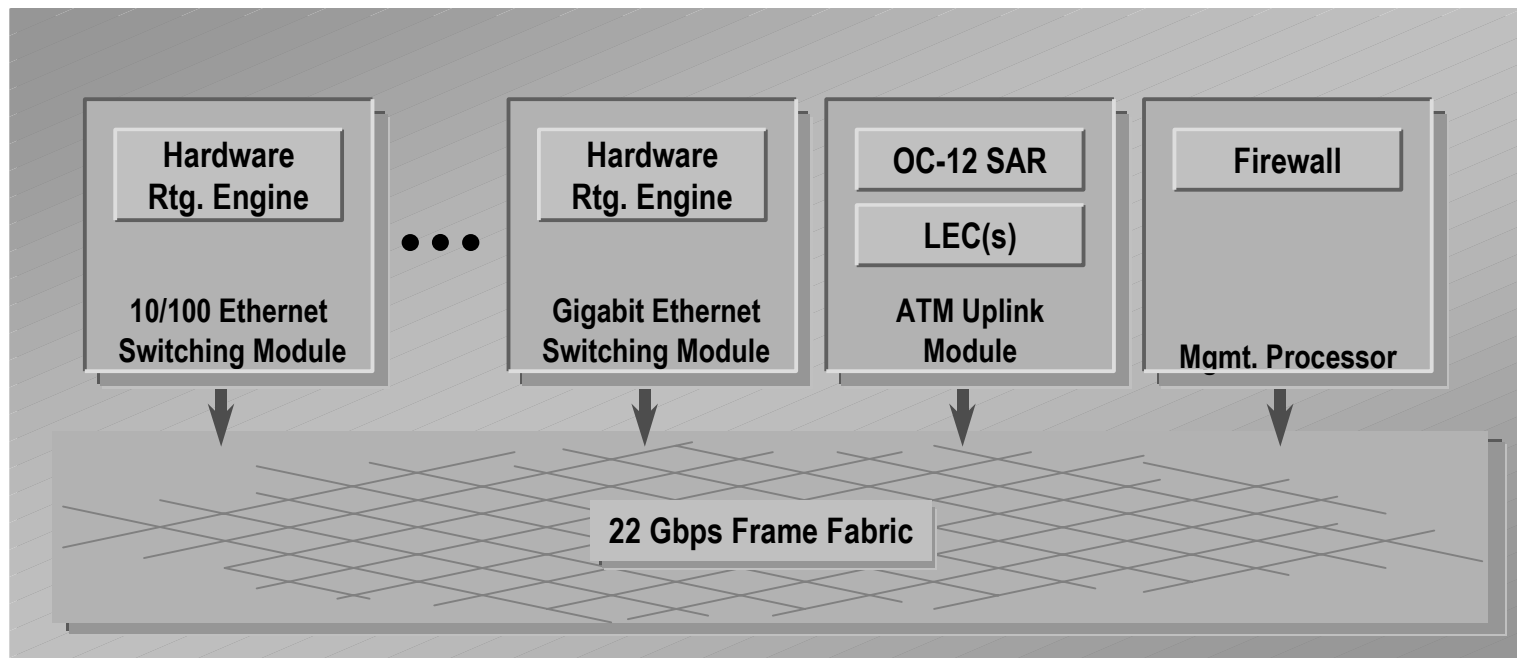 Hardware
Rtg. Engine
10/100 Ethernet
Switching Module
Hardware
Rtg. Engine
Gigabit Ethernet
Switching Module
OC-12 SAR
LEC(s)
ATM Uplink
Module
Firewall
Mgmt. Processor
22 Gbps Frame Fabric